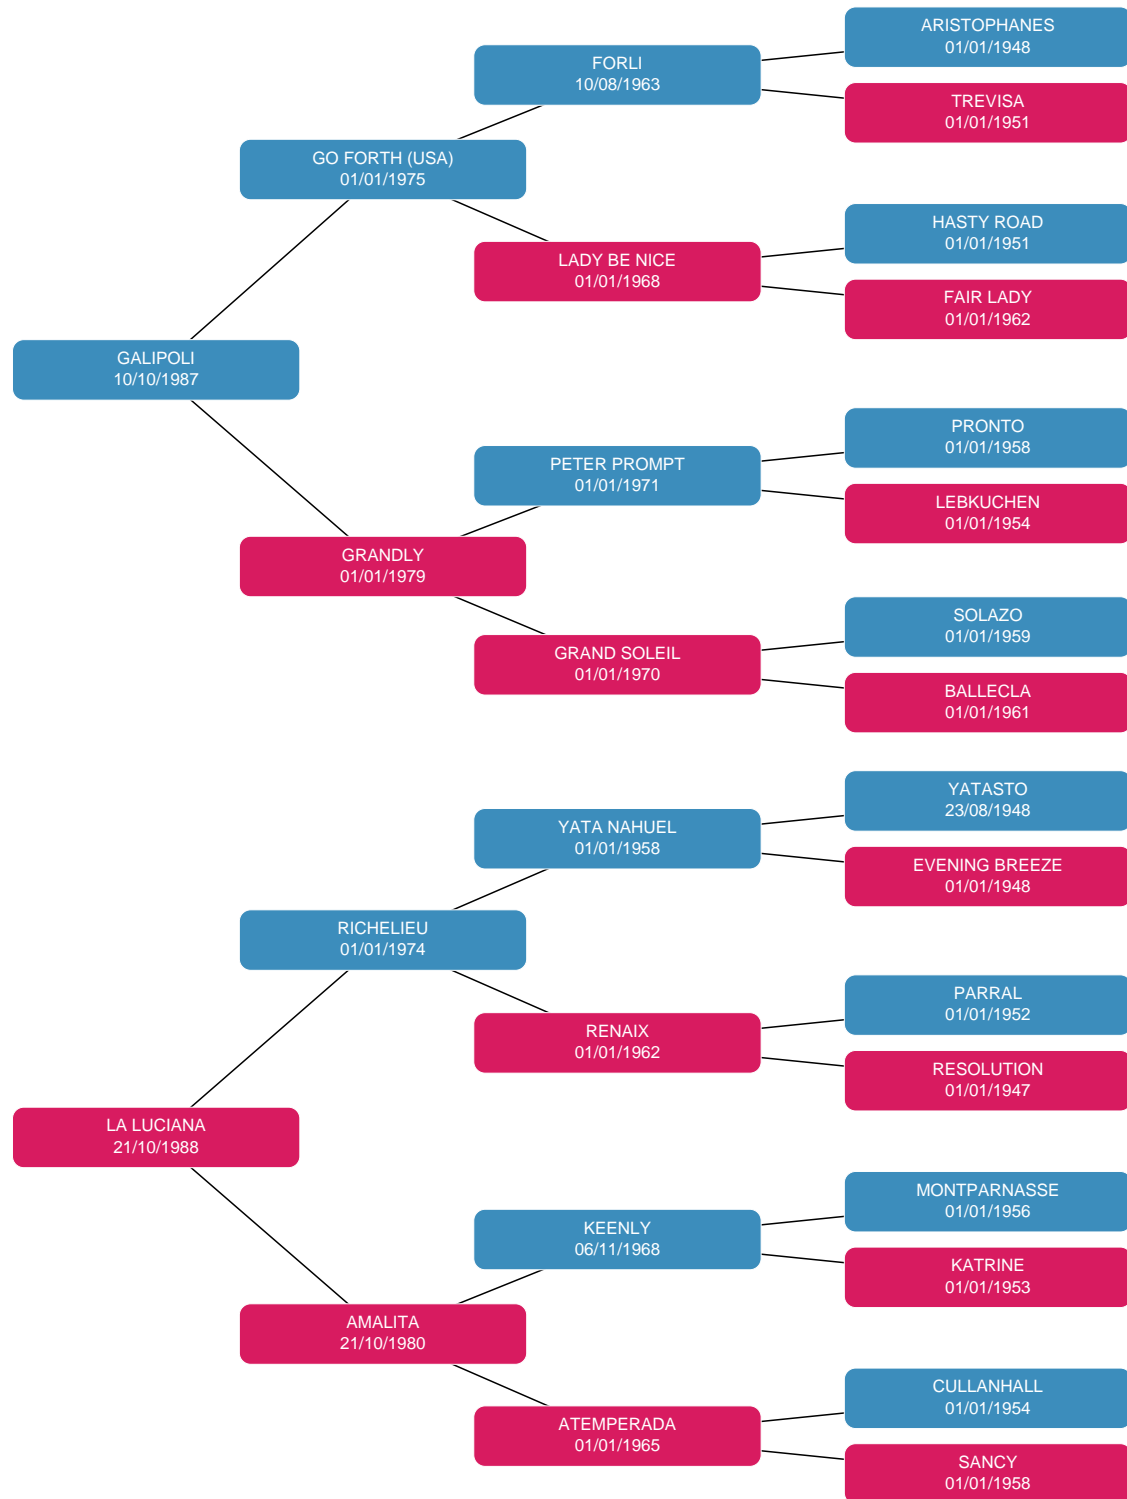 ARISTOPHANES
01/01/1948
FORLI
10/08/1963
TREVISA
01/01/1951
GO FORTH (USA)
01/01/1975
HASTY ROAD
01/01/1951
LADY BE NICE
01/01/1968
FAIR LADY
01/01/1962
GALIPOLI
10/10/1987
PRONTO
01/01/1958
PETER PROMPT
01/01/1971
LEBKUCHEN
01/01/1954
GRANDLY
01/01/1979
SOLAZO
01/01/1959
GRAND SOLEIL
01/01/1970
BALLECLA
01/01/1961
YATASTO
23/08/1948
YATA NAHUEL
01/01/1958
EVENING BREEZE
01/01/1948
RICHELIEU
01/01/1974
PARRAL
01/01/1952
RENAIX
01/01/1962
RESOLUTION
01/01/1947
LA LUCIANA
21/10/1988
MONTPARNASSE
01/01/1956
KEENLY
06/11/1968
KATRINE
01/01/1953
AMALITA
21/10/1980
CULLANHALL
01/01/1954
ATEMPERADA
01/01/1965
SANCY
01/01/1958